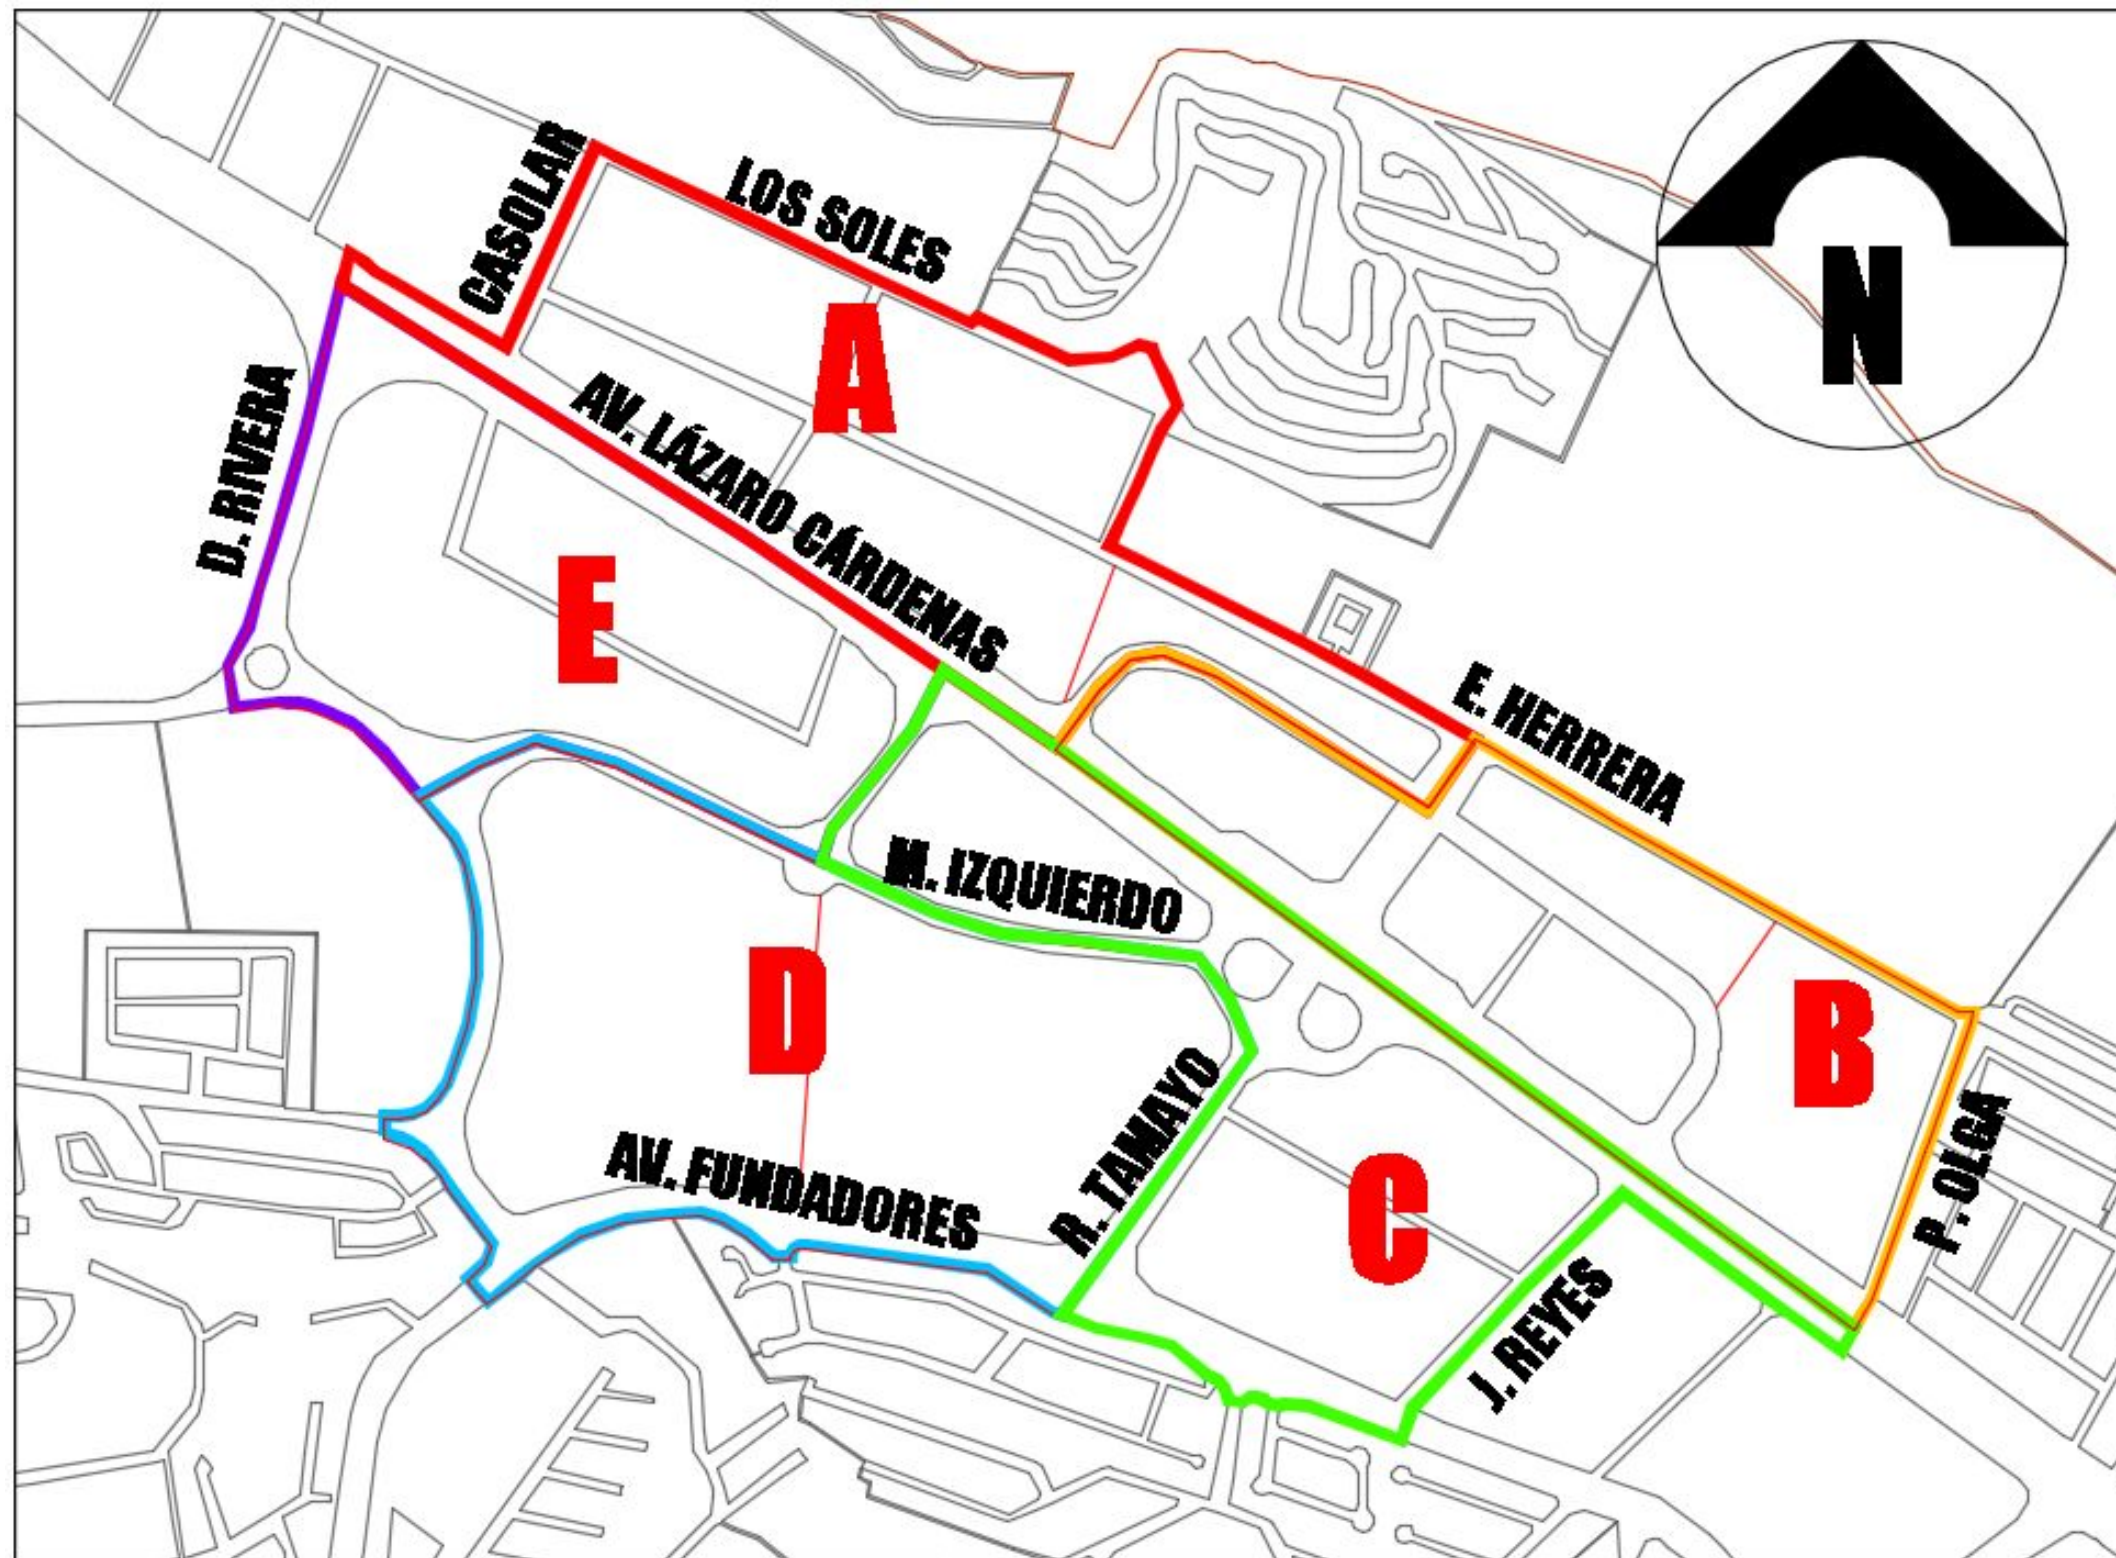 CASOLAR
LOS SOLES
N
A
AV. LÁZARO CÁRDENAS
D. RIVERA
E
E. HERRERA
M. IZQUIERDO
D
B
R. TAMAYO
AV. FUNDADORES
C
P. OLGA
J. REYES